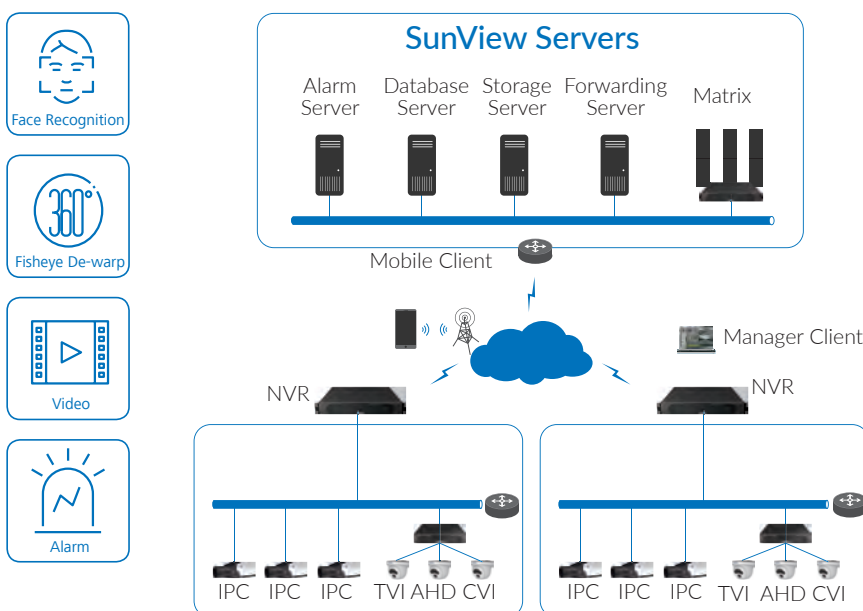 Face Recognition
360°
Fisheye De-warp
Video
Alarm
SunView Servers
Alarm Server
Database Server
Storage Server
Forwarding Server
Matrix
Mobile Client
Manager Client
NVR
NVR
IPC IPC IPC TVI AHD CVI
IPC IPC IPC TVI AHD CVI